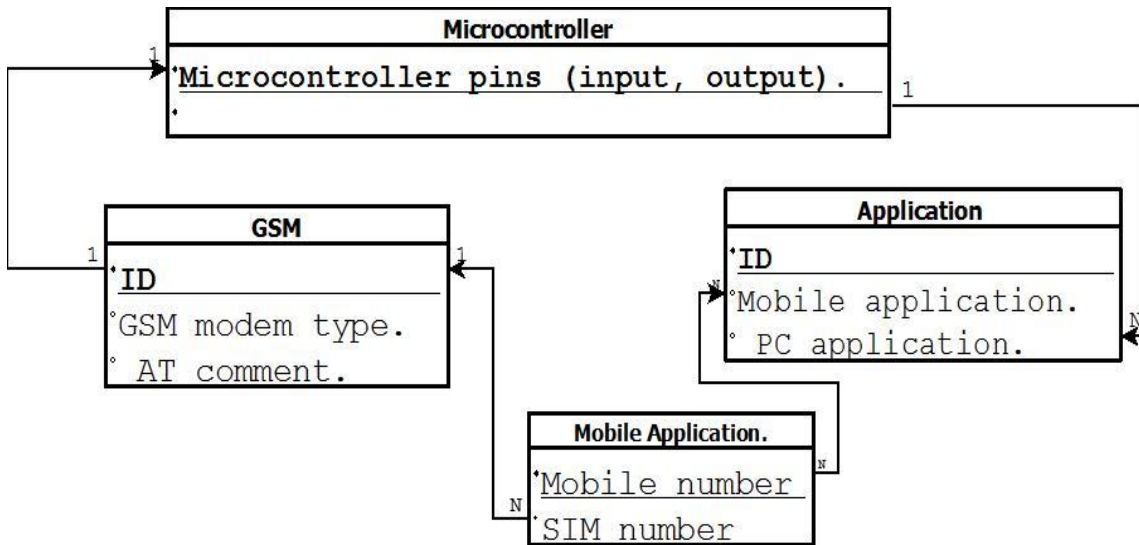 Microcontroller
1
Microcontroller pins (input, output).
1
Application
GSM
1
1
ID
ID
N
Mobile application.
GSM modem type.
N
PC application.
AT comment.
Mobile Application.
N
Mobile number
N
SIM number